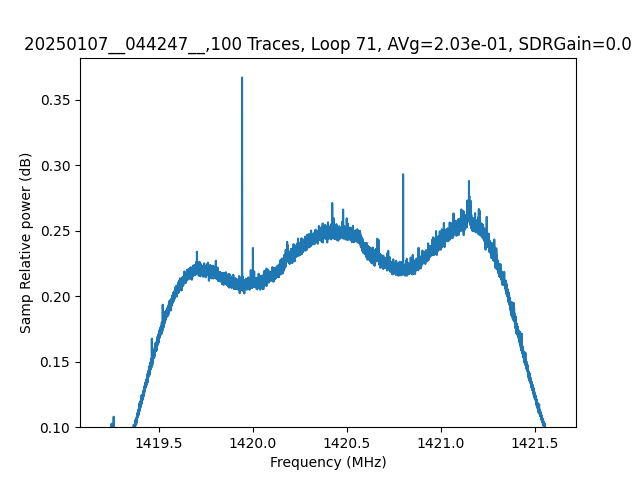 20250107__044247__,100 Traces, Loop 71, AVg=2.03e-01, SDRGain=0.0
0.35
0.30
0.25
0.20
0.15
0.10
Samp Relative power (dB)
1419.5 1420.0 1420.5 1421.0 1421.5
Frequency (MHz)